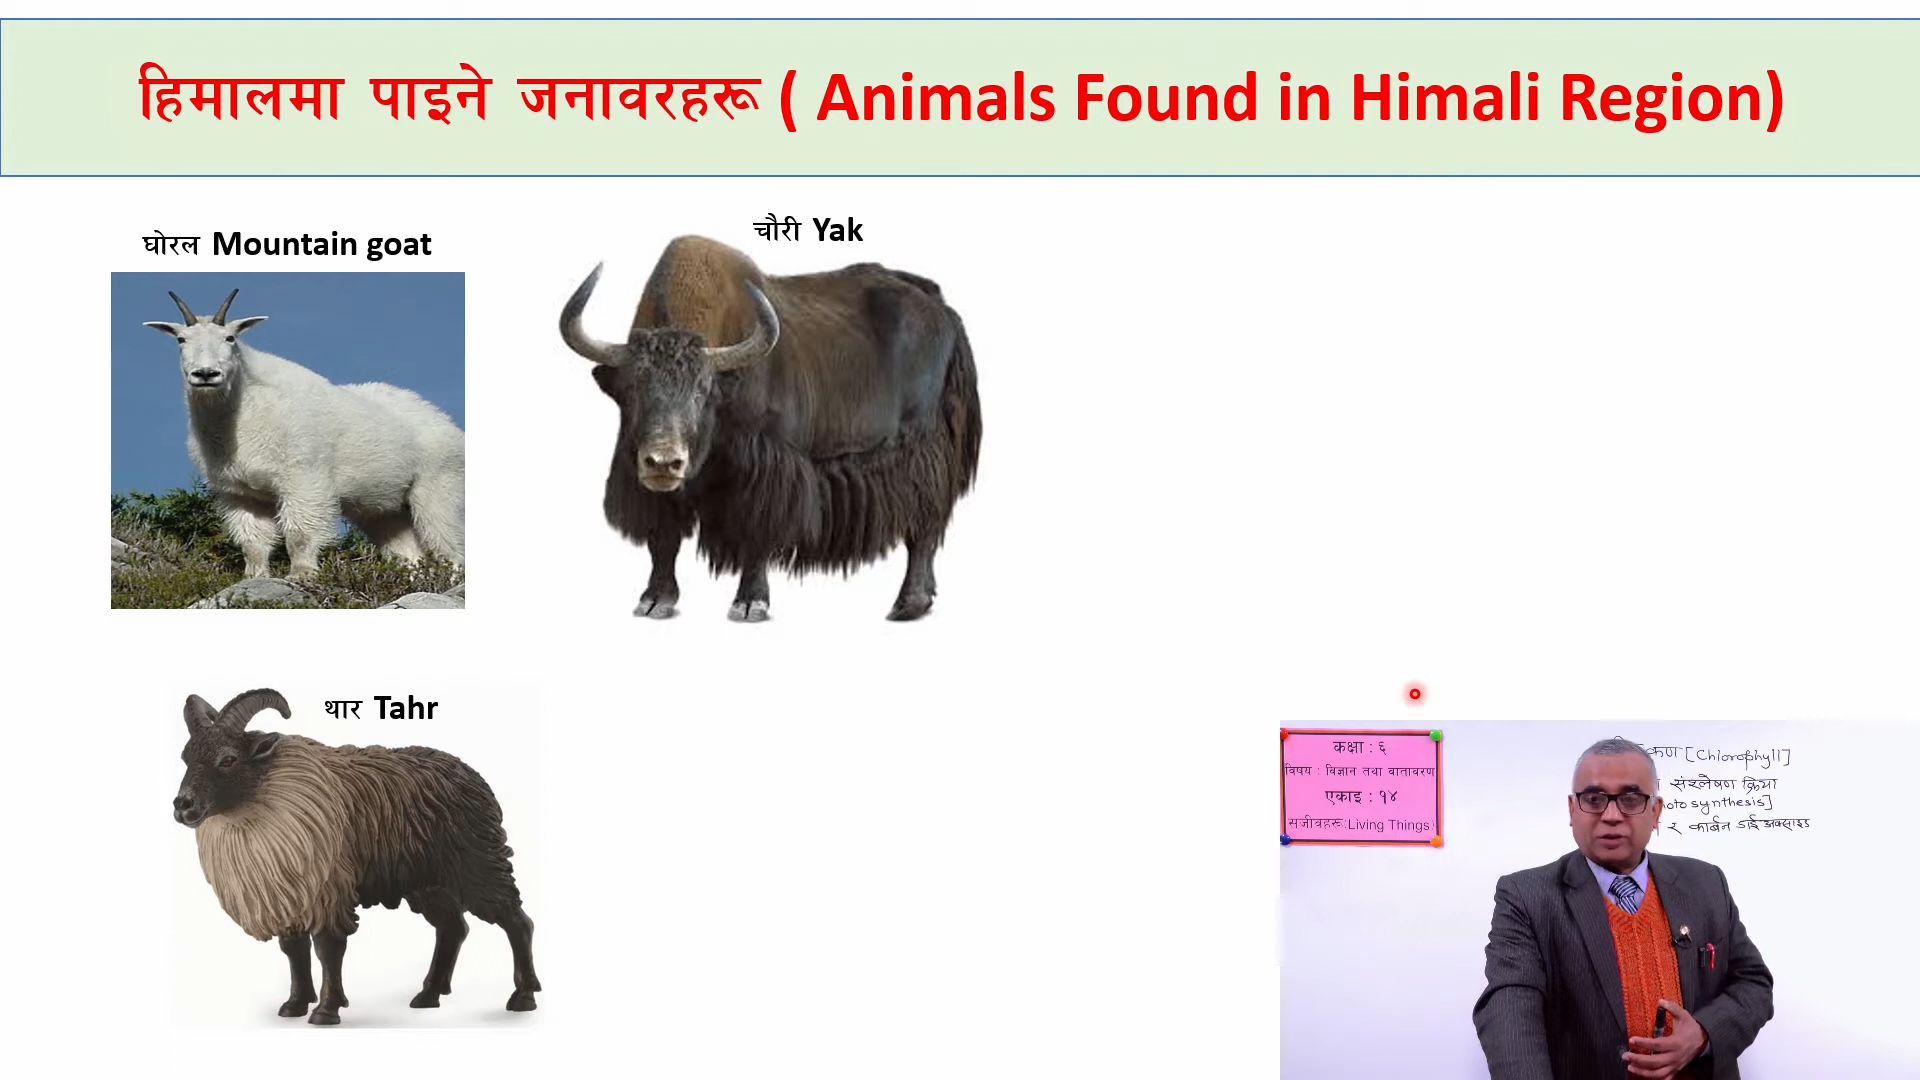 हिमालमा पाइने जनावरहरू ( Animals Found in Himali Region)
घोरल Mountain goat
चौरी Yak
थार Tahr
कक्षा : ६
विषय : विज्ञान तथा वातावरण
एकाइ : १४
सजीवहरू(Living Things)
[Chlorophyll]
संश्लेषण क्रिया
र कार्बन डाईअक्साइड